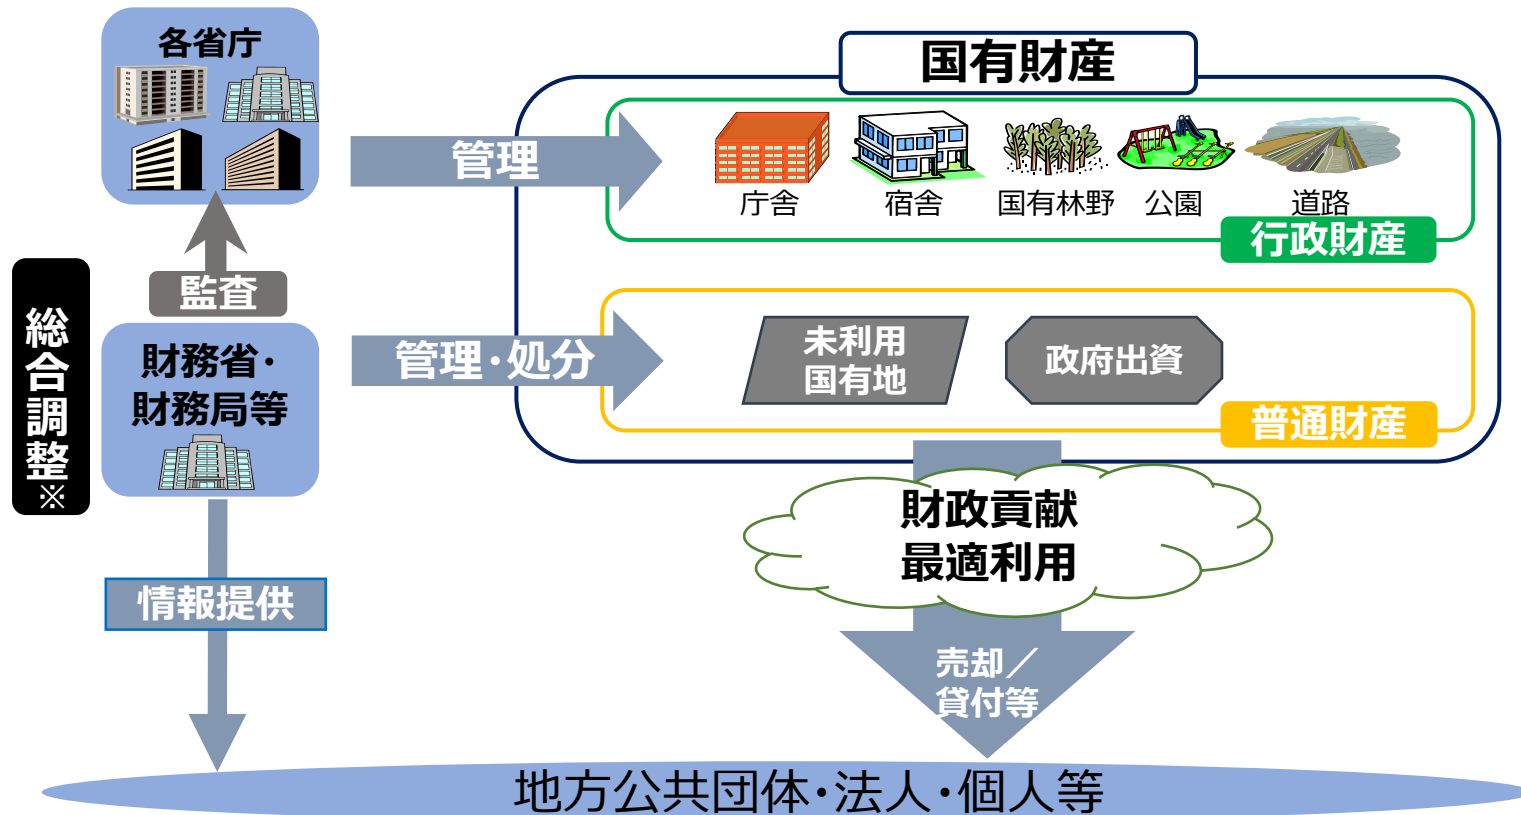 各省庁
国有財産
管理
庁舎
宿舎
国有林野
公園
道路
行政財産
監査
総合調整※
財務省・
財務局等
管理・処分
未利用
国有地
政府出資
普通財産
財政貢献
最適利用
情報提供
売却／
貸付等
地方公共団体・法人・個人等